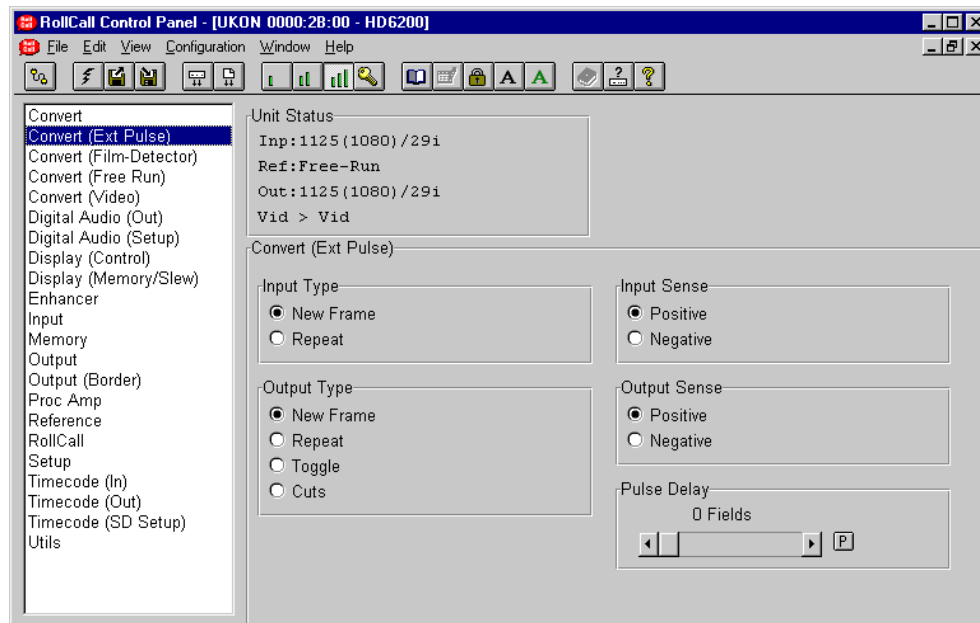 RollCall Control Panel - [UKON 0000:2B:00 - HD6200]
File Edit View Configuration Window Help
A A
Convert
Convert (Ext Pulse)
Convert (Film-Detector)
Convert (Free Run)
Convert (Video)
Digital Audio (Out)
Digital Audio (Setup)
Display (Control)
Display (Memory/Slew)
Enhancer
Input
Memory
Output
Output (Border)
Proc Amp
Reference
RollCall
Setup
Timecode (In)
Timecode (Out)
Timecode (SD Setup)
Utils
Unit Status
Inp:1125(1080)/29i
Ref:Free-Run
Out:1125(1080)/29i
Vid > Vid
Convert (Ext Pulse)
Input Type
New Frame
Repeat
Input Sense
Positive
Negative
Output Type
New Frame
Repeat
Toggle
Cuts
Output Sense
Positive
Negative
Pulse Delay
0 Fields
P